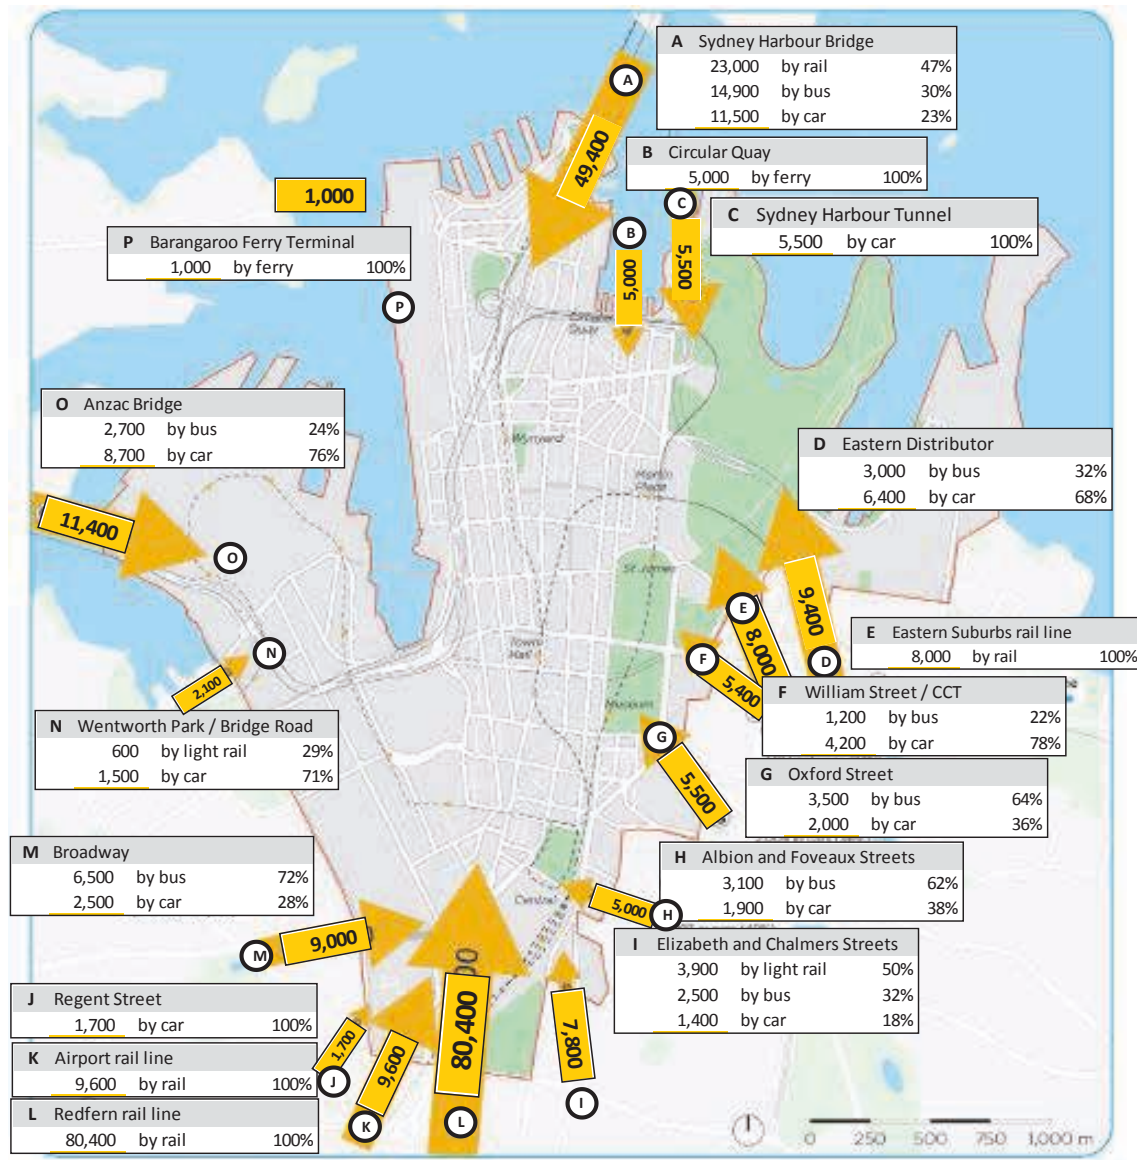 A Sydney Harbour Bridge
23,000 by rail 47%
14,900 by bus 30%
11,500 by car 23%
A
49,400
B Circular Quay
5,000 by ferry 100%
1,000
C
C Sydney Harbour Tunnel
5,500 by car 100%
P Barangaroo Ferry Terminal
1,000 by ferry 100%
B
5,000
5,500
P
Quay
O Anzac Bridge
2,700 by bus 24%
8,700 by car 76%
Wynyard
Martin
Place
D Eastern Distributor
3,000 by bus 32%
6,400 by car 68%
11,400
O
St James
E
9,400
8,000
E Eastern Suburbs rail line
8,000 by rail 100%
N
Town
Hall
F
D
2,100
5,400
Museum
F William Street / CCT
1,200 by bus 22%
4,200 by car 78%
N Wentworth Park / Bridge Road
600 by light rail 29%
1,500 by car 71%
G
5,500
G Oxford Street
3,500 by bus 64%
2,000 by car 36%
M Broadway
6,500 by bus 72%
2,500 by car 28%
H Albion and Foveaux Streets
3,100 by bus 62%
1,900 by car 38%
Central
5,000
H
M
9,000
I Elizabeth and Chalmers Streets
3,900 by light rail 50%
2,500 by bus 32%
1,400 by car 18%
J Regent Street
1,700 by car 100%
1,700
J
9,600
80,400
7,800
K Airport rail line
9,600 by rail 100%
L Redfern rail line
80,400 by rail 100%
K
L
I
0 250 500 750 1,000 m